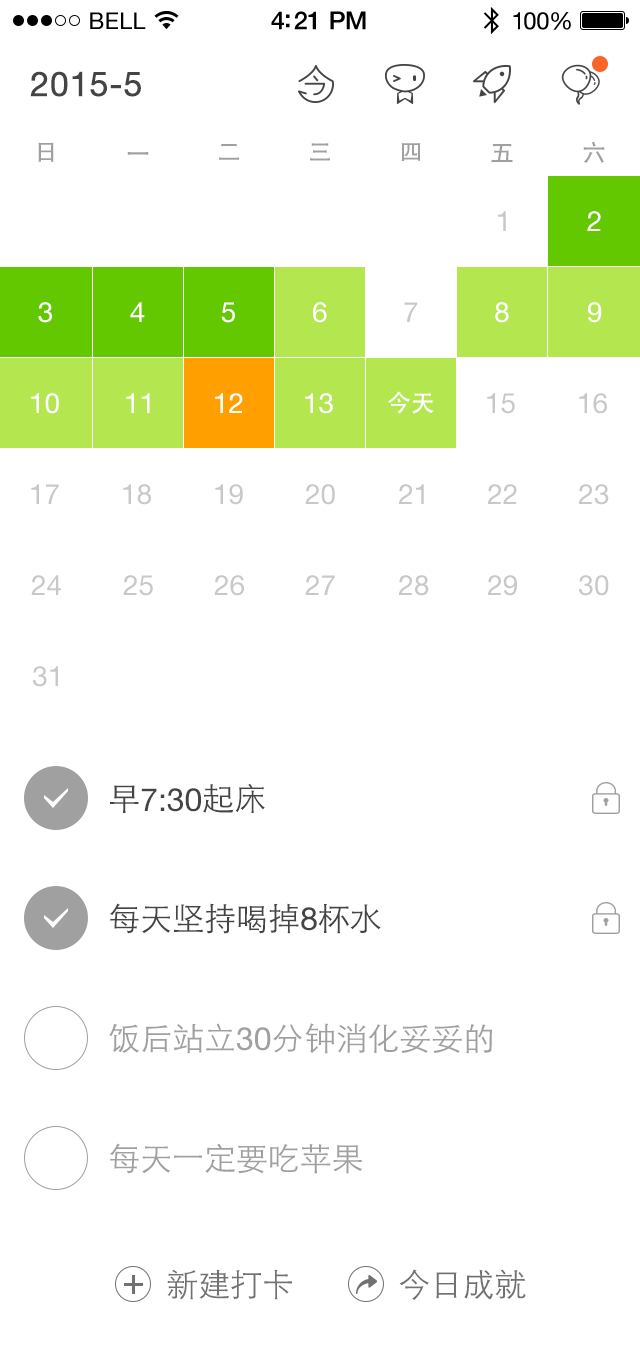 BELL 4:21 PM 100%
2015-5
日 一 二 三 四 五 六
1 2
3 4 5 6 7 8 9
10 11 12 13 今天 15 16
17 18 19 20 21 22 23
24 25 26 27 28 29 30
31
早7:30起床
每天坚持喝掉8杯水
饭后站立30分钟消化妥妥的
每天一定要吃苹果
新建打卡 今日成就